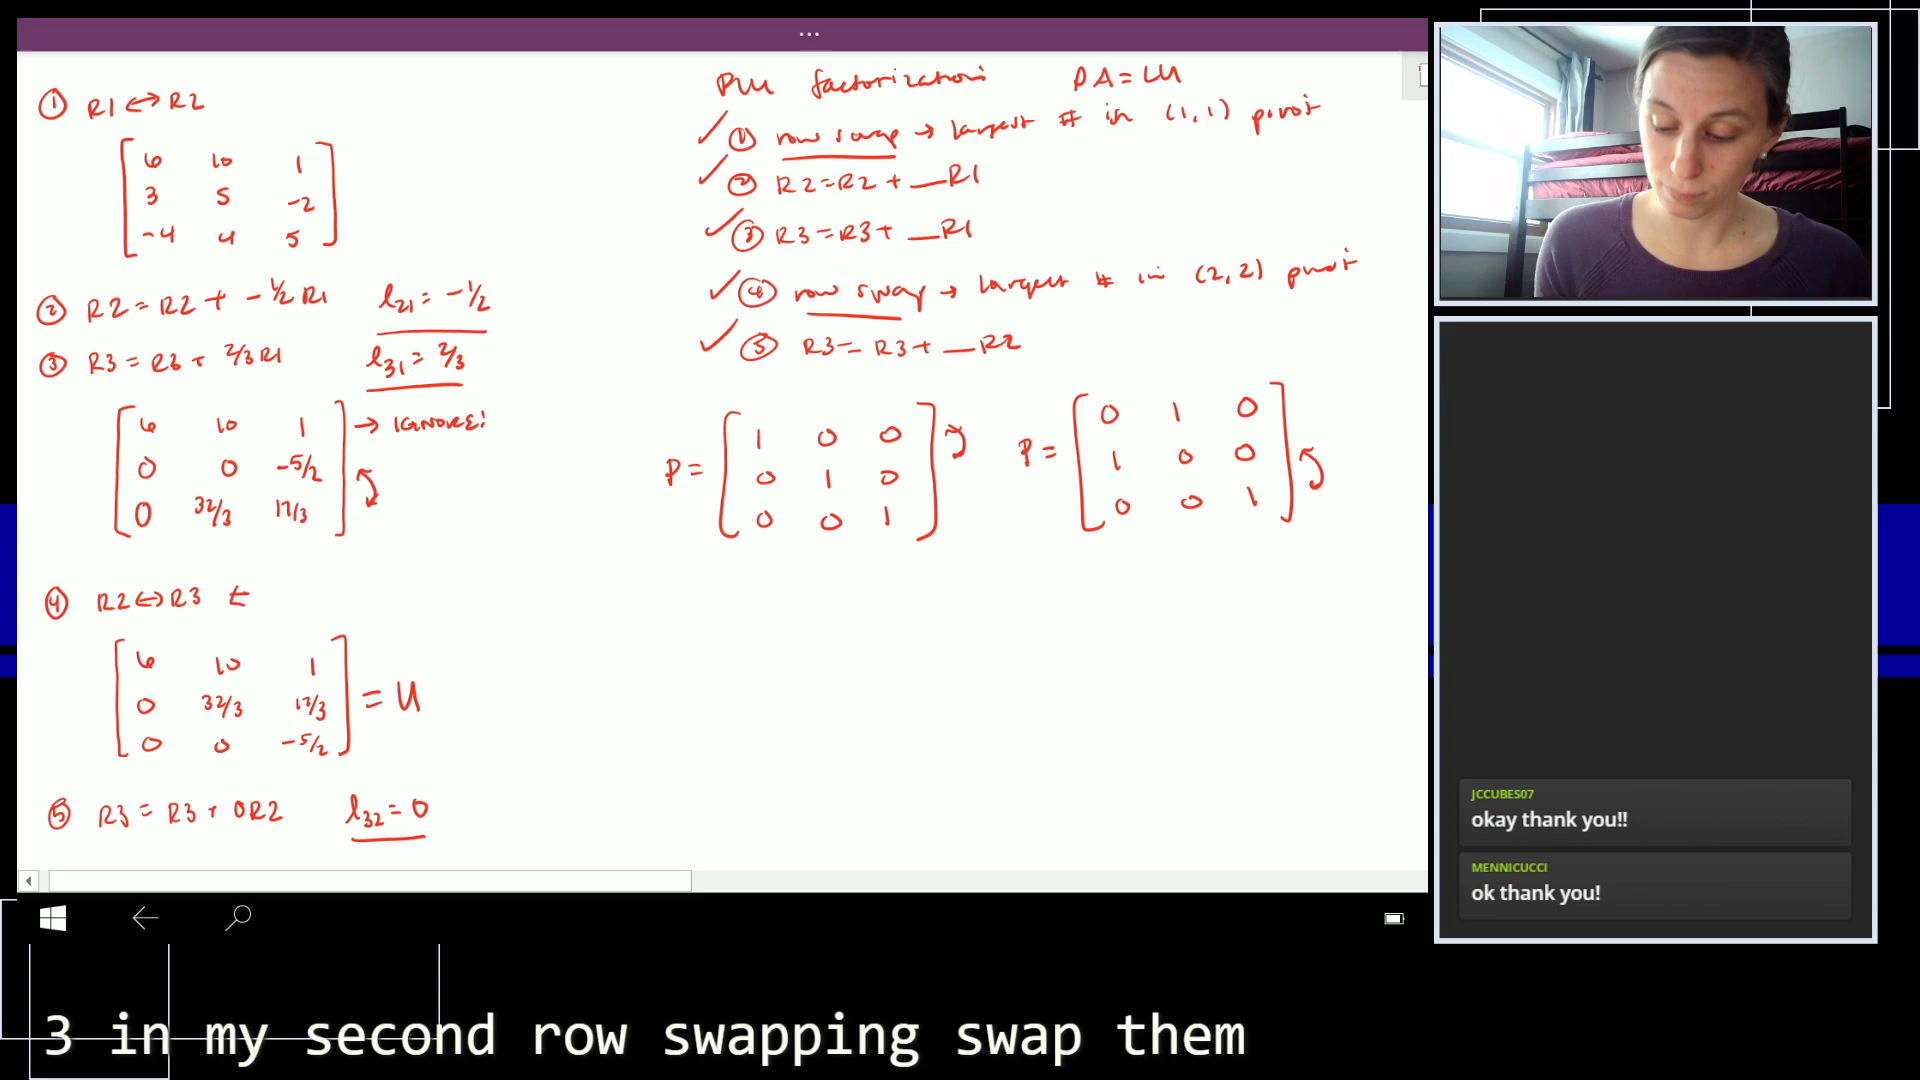 ① R1 ↔ R2
[ 6 10 1
3 5 -2
-4 4 5 ]
② R2 = R2 + -1/2 R1 l21 = -1/2
③ R3 = R3 + 2/3 R1 l31 = 2/3
[ 6 10 1 ] → IGNORE!
0 0 -5/2
0 32/3 17/3
④ R2 ↔ R3 ←
[ 6 10 1
0 32/3 17/3 = U
0 0 -5/2 ]
⑤ R3 = R3 + 0R2 l32 = 0
PLU factorization PA = LU
✓ ① row swap → largest # in (1,1) pivot
✓ ② R2 = R2 + __R1
✓ ③ R3 = R3 + __R1
✓ ④ row swap → largest # in (2,2) pivot
✓ ⑤ R3 = R3 + __R2
P = [ 1 0 0
0 1 0
0 0 1 ]
P = [ 0 1 0
1 0 0
0 0 1 ]
JCCUBES07
okay thank you!!
MENNICUCCI
ok thank you!
3 in my second row swapping swap them